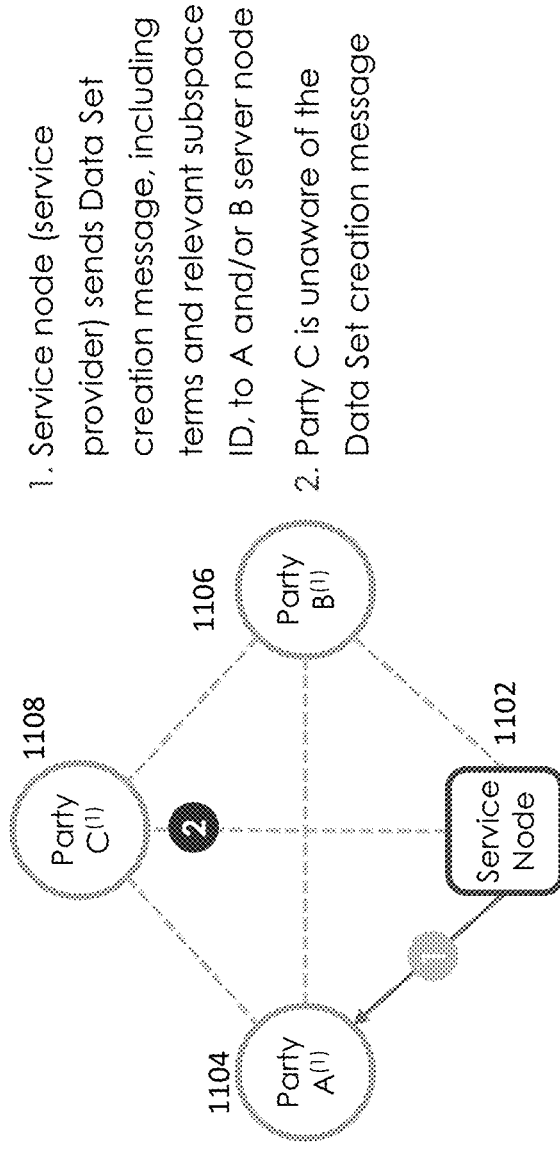 1108
Party
C(1)
1106
Party
B(1)
2
1104
Party
A(1)
1
Service
Node
1102
1. Service node (service
provider) sends Data Set
creation message, including
terms and relevant subspace
ID, to A and/or B server node
2. Party C is unaware of the
Data Set creation message